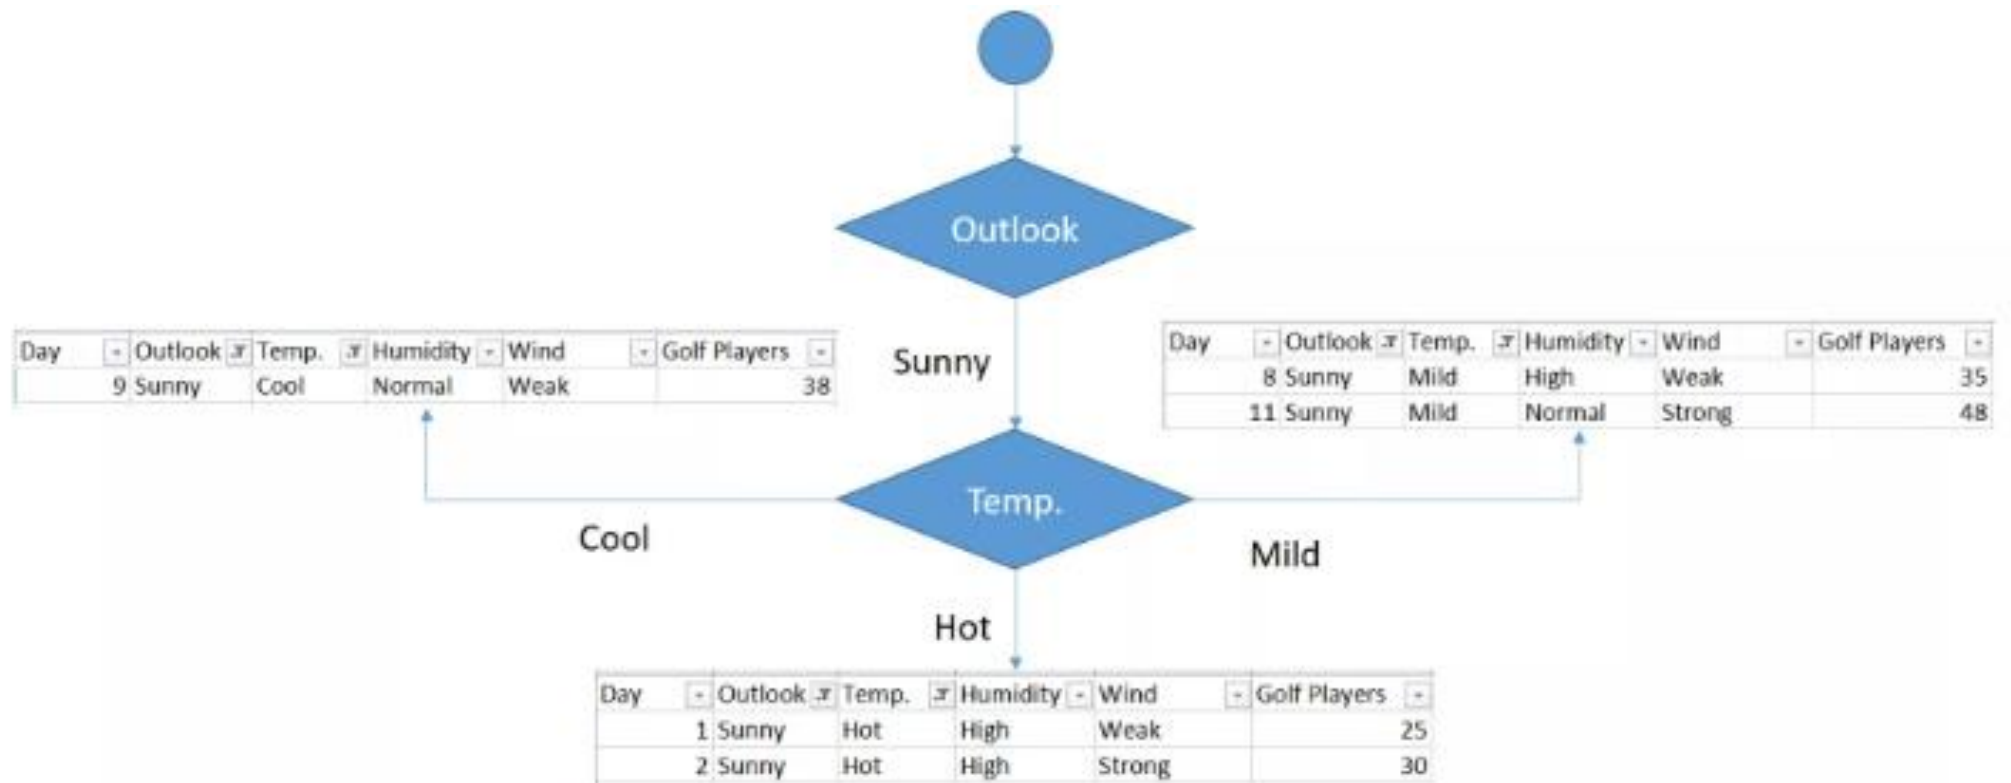 Outlook
Sunny
Day Outlook Temp. Humidity Wind Golf Players
9 Sunny Cool Normal Weak 38
Day Outlook Temp. Humidity Wind Golf Players
8 Sunny Mild High Weak 35
11 Sunny Mild Normal Strong 48
Temp.
Cool
Mild
Hot
Day Outlook Temp. Humidity Wind Golf Players
1 Sunny Hot High Weak 25
2 Sunny Hot High Strong 30